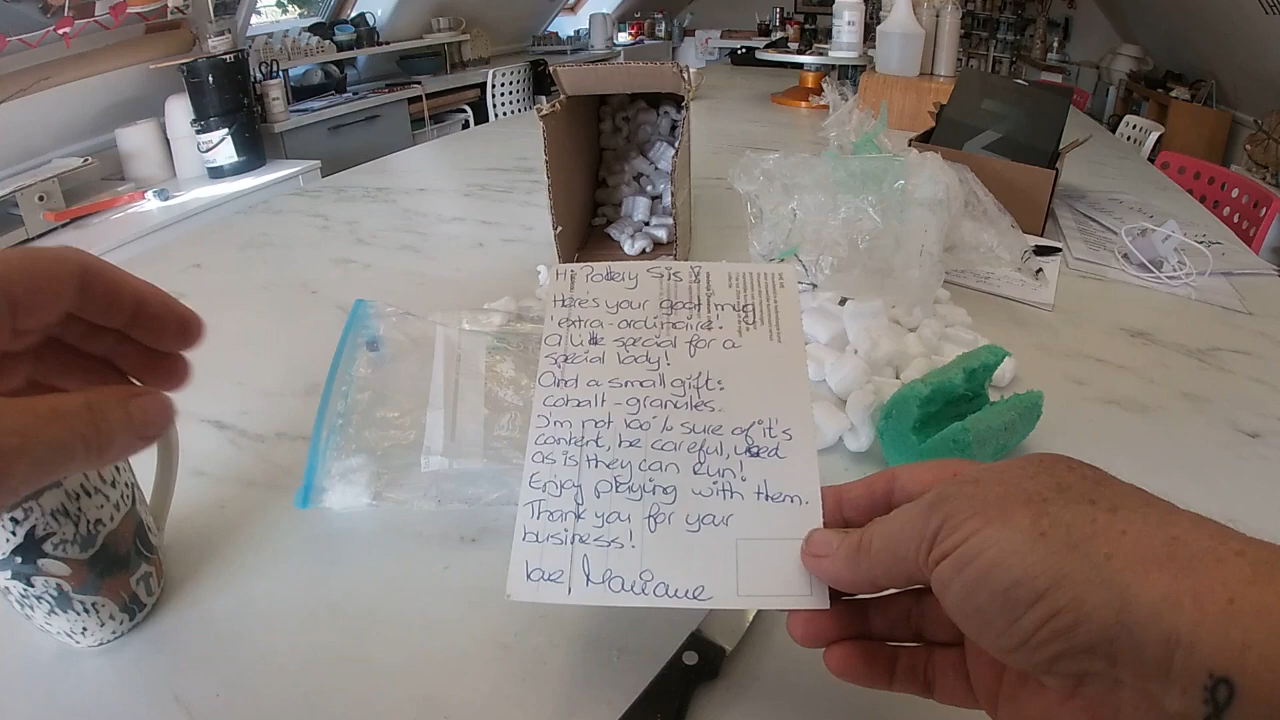 Hi Pottery Sis
Here's your goat mug
'extra-ordinaire!'
a little special for a
special lady!
And a small gift:
cobalt-granules.
I'm not 100% sure of it's
content, be careful, used
as is they can run!
Enjoy playing with them.
Thank you for your
business!
love, Mariane